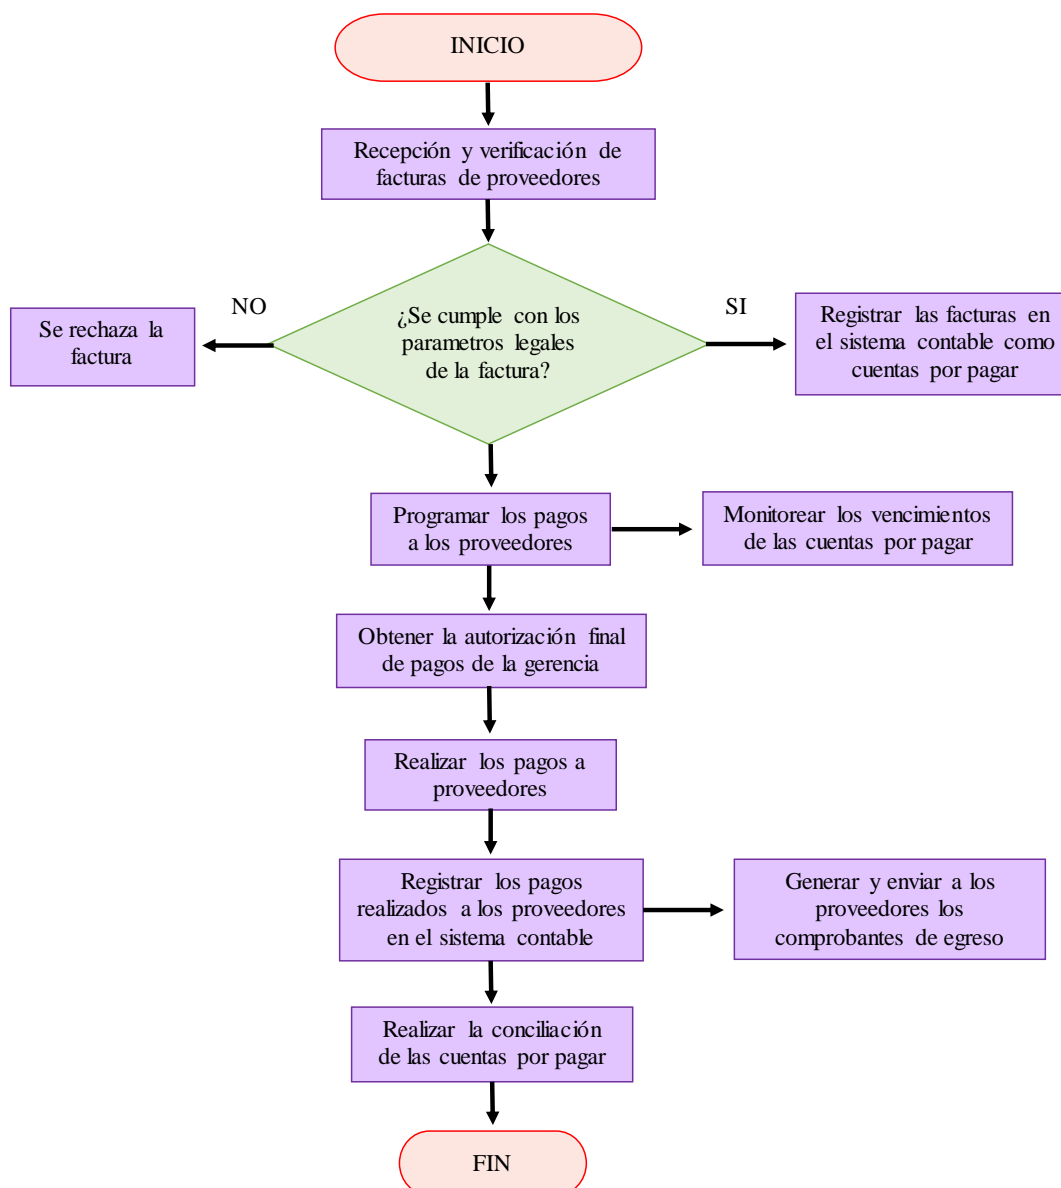 INICIO
Recepción y verificación de
facturas de proveedores
NO
SI
Se rechaza la
factura
¿Se cumple con los
parametros legales
de la factura?
Registrar las facturas en
el sistema contable como
cuentas por pagar
Programar los pagos
a los proveedores
Monitorear los vencimientos
de las cuentas por pagar
Obtener la autorización final
de pagos de la gerencia
Realizar los pagos a
proveedores
Registrar los pagos
realizados a los proveedores
en el sistema contable
Generar y enviar a los
proveedores los
comprobantes de egreso
Realizar la conciliación
de las cuentas por pagar
FIN